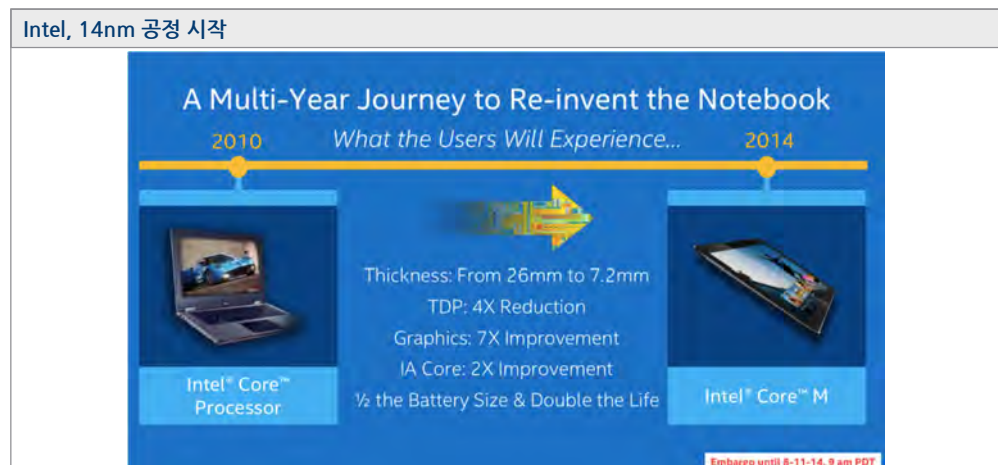 Intel, 14nm 공정 시작
A Multi-Year Journey to Re-invent the Notebook
2010
What the Users Will Experience...
2014
Thickness: From 26mm to 7.2mm
TDP: 4X Reduction
Graphics: 7X Improvement
IA Core: 2X Improvement
½ the Battery Size & Double the Life
Intel® Core™
Processor
Intel® Core™ M
Embargo until 8-11-14, 9 am PDT